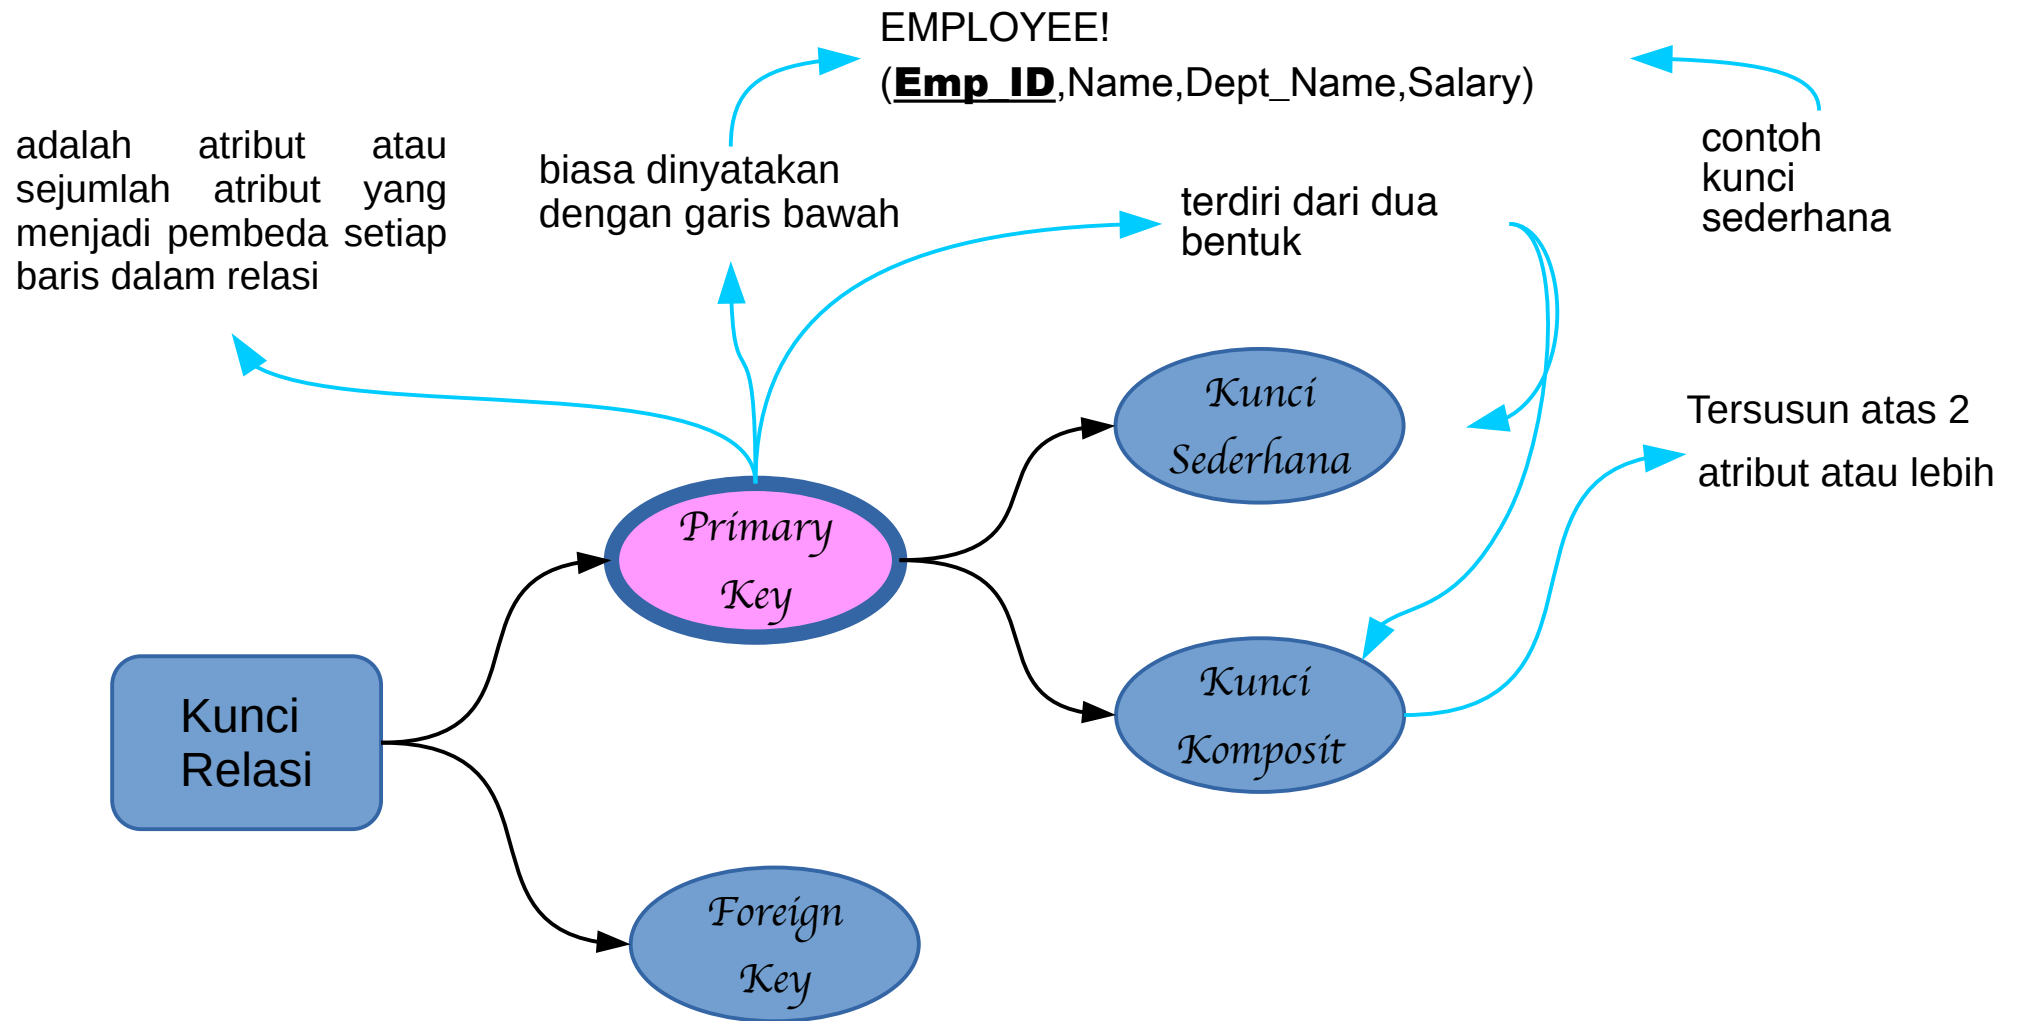 EMPLOYEE!
(Emp_ID,Name,Dept_Name,Salary)
adalah atribut atau
sejumlah atribut yang
menjadi pembeda setiap
baris dalam relasi
biasa dinyatakan
dengan garis bawah
terdiri dari dua
bentuk
contoh
kunci
sederhana
Kunci
Sederhana
Tersusun atas 2
atribut atau lebih
Primary
Key
Kunci
Komposit
Kunci
Relasi
Foreign
Key